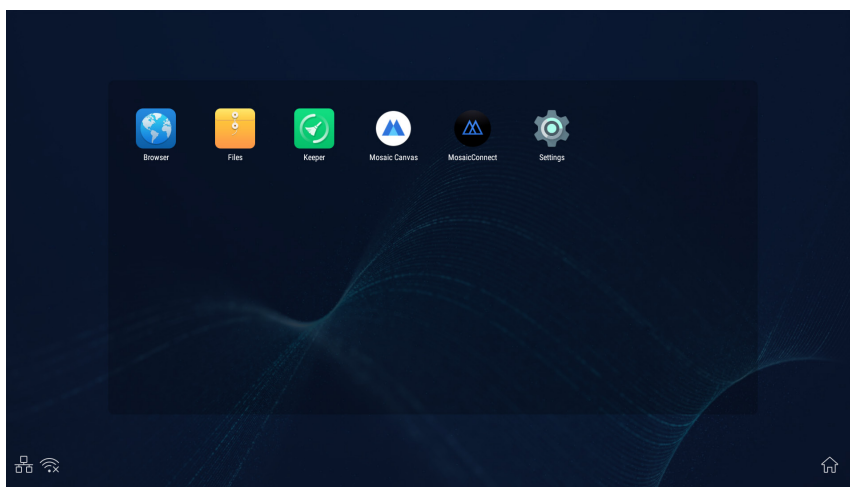 Browser
Files
Keeper
Mosaic Canvas
MosaicConnect
Settings